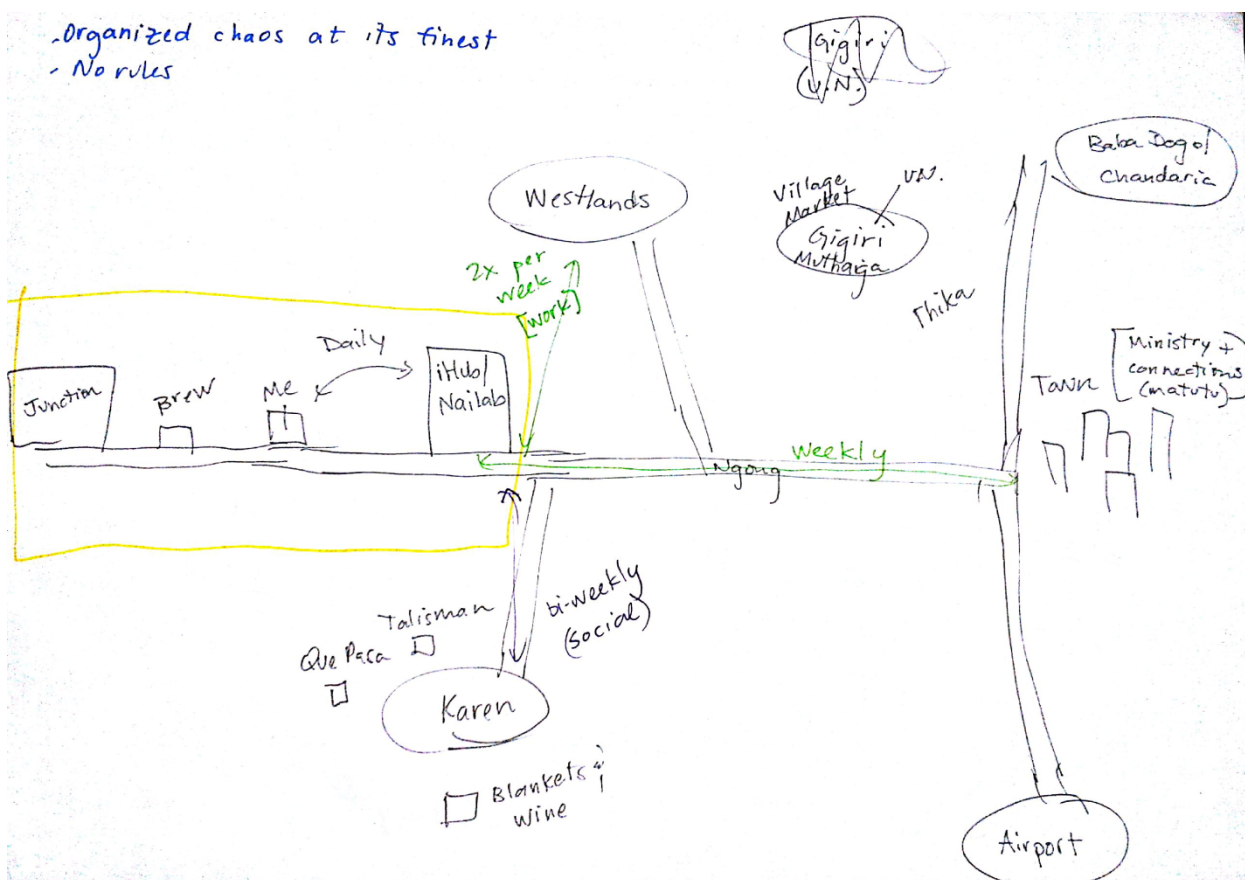 - Organized chaos at its finest
- No rules
Gigiri
(U.N.)
Baba Dogo/
Chandaria
Westlands
Village
Market
U.N.
Gigiri
Muthaiga
2x per
week
[work]
Thika
Daily
Junction
Brew
Me
iHub/
Nailab
Town
[Ministry +
connections
(matutu)]
Weekly
Ngong
bi-weekly
(social)
Talisman
Que Pasa
Karen
Blankets &
wine
Airport